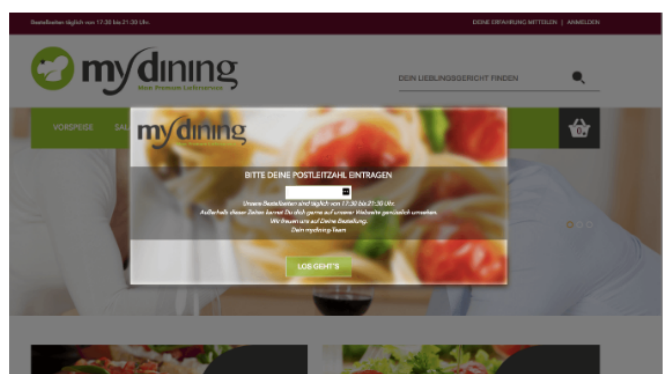 Bestellzeiten täglich von 17:30 bis 21:30 Uhr.
DEINE ERFAHRUNG MITTEILEN | ANMELDEN
mydining
Mein Premium-Lieferservice
DEIN LIEBLINGSGERICHT FINDEN
VORSPEISE SAL
0
mydining
BITTE DEINE POSTLEITZAHL EINTRAGEN
Unsere Bestellzeiten sind täglich von 17:30 bis 21:30 Uhr.
Außerhalb dieser Zeiten kannst Du dich gerne auf unserer Webseite gemütlich umsehen.
Wir freuen uns auf Deine Bestellung.
Dein mydining-Team
LOS GEHT'S